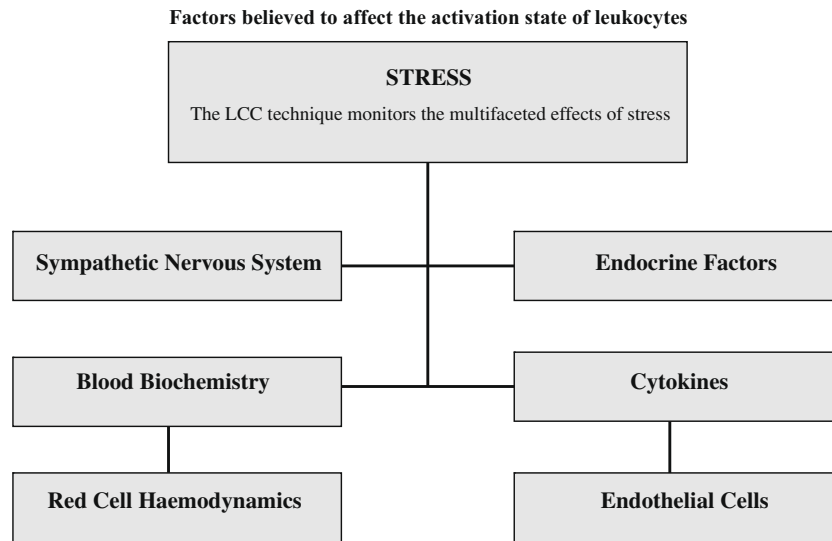 Factors believed to affect the activation state of leukocytes
STRESS
The LCC technique monitors the multifaceted effects of stress
Sympathetic Nervous System
Endocrine Factors
Blood Biochemistry
Cytokines
Red Cell Haemodynamics
Endothelial Cells